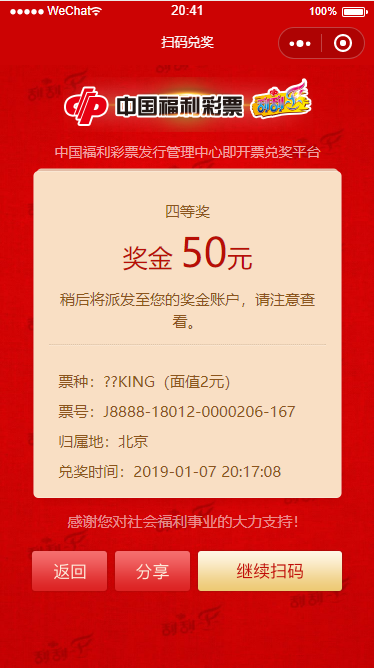 WeChat
20:41
100%
扫码兑奖
中国福利彩票
刮刮乐
中国福利彩票发行管理中心即开票兑奖平台
四等奖
奖金 50元
稍后将派发至您的奖金账户，请注意查
看。
票种：??KING（面值2元）
票号：J8888-18012-0000206-167
归属地：北京
兑奖时间：2019-01-07 20:17:08
感谢您对社会福利事业的大力支持！
返回
分享
继续扫码